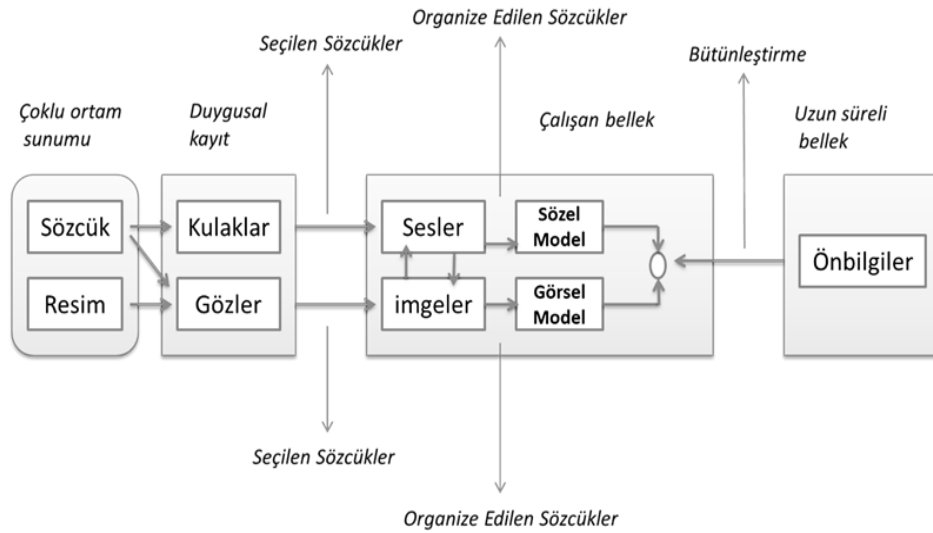 Organize Edilen Sözcükler
Seçilen Sözcükler
Bütünleştirme
Çoklu ortam
sunumu
Duygusal
kayıt
Çalışan bellek
Uzun süreli
bellek
Sözcük
Kulaklar
Sesler
Sözel
Model
Önbilgiler
Resim
Gözler
imgeler
Görsel
Model
Seçilen Sözcükler
Organize Edilen Sözcükler